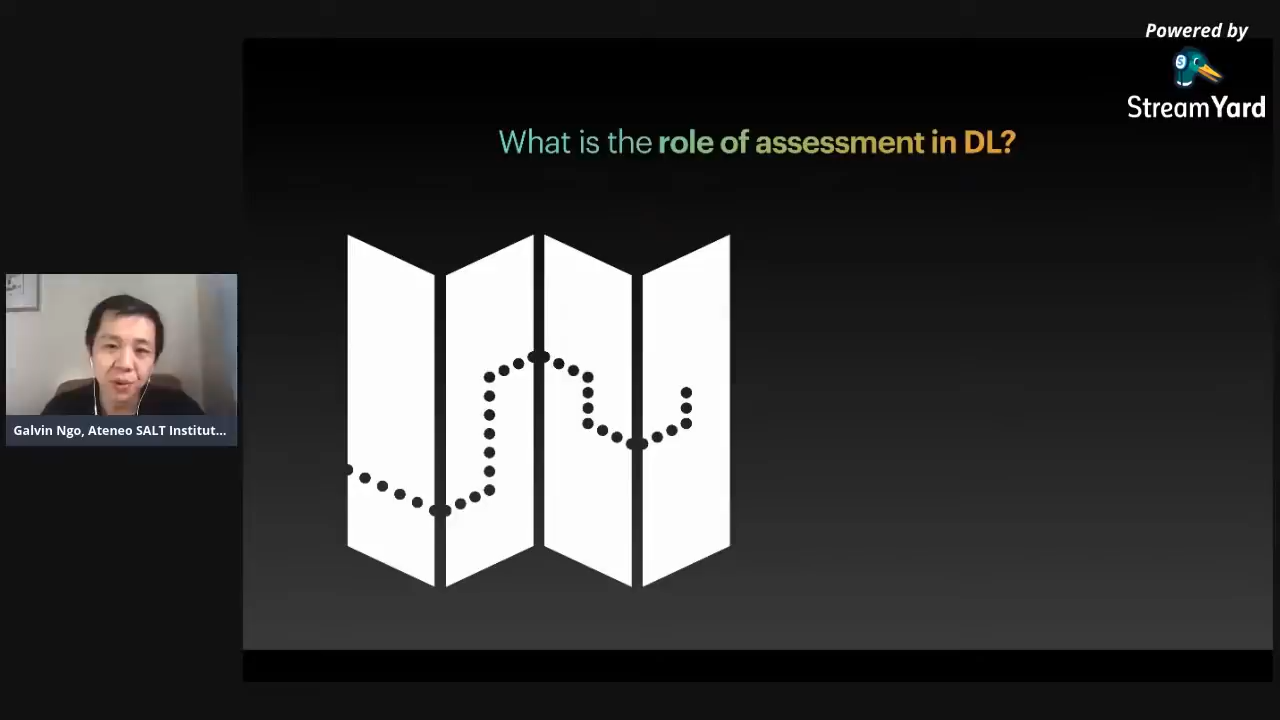 Powered by
StreamYard
What is the role of assessment in DL?
Galvin Ngo, Ateneo SALT Institut...